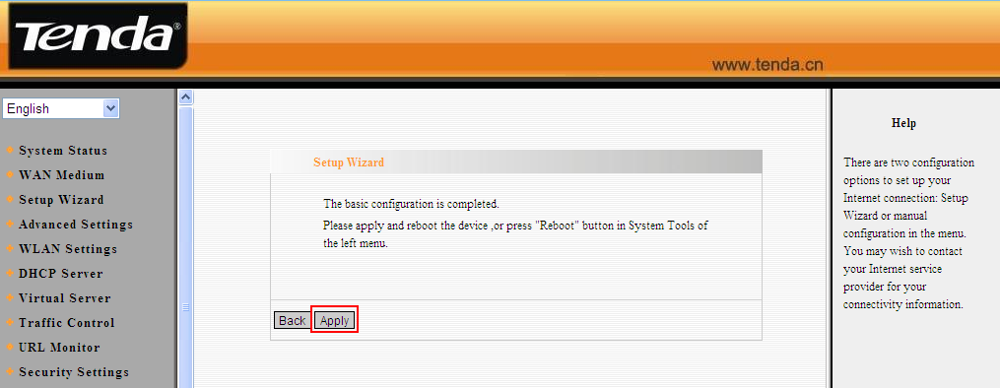 Tenda®
www.tenda.cn
English
System Status
WAN Medium
Setup Wizard
Advanced Settings
WLAN Settings
DHCP Server
Virtual Server
Traffic Control
URL Monitor
Security Settings
Setup Wizard
The basic configuration is completed.
Please apply and reboot the device ,or press "Reboot" button in System Tools of
the left menu.
Back
Apply
Help
There are two configuration
options to set up your
Internet connection: Setup
Wizard or manual
configuration in the menu.
You may wish to contact
your Internet service
provider for your
connectivity information.